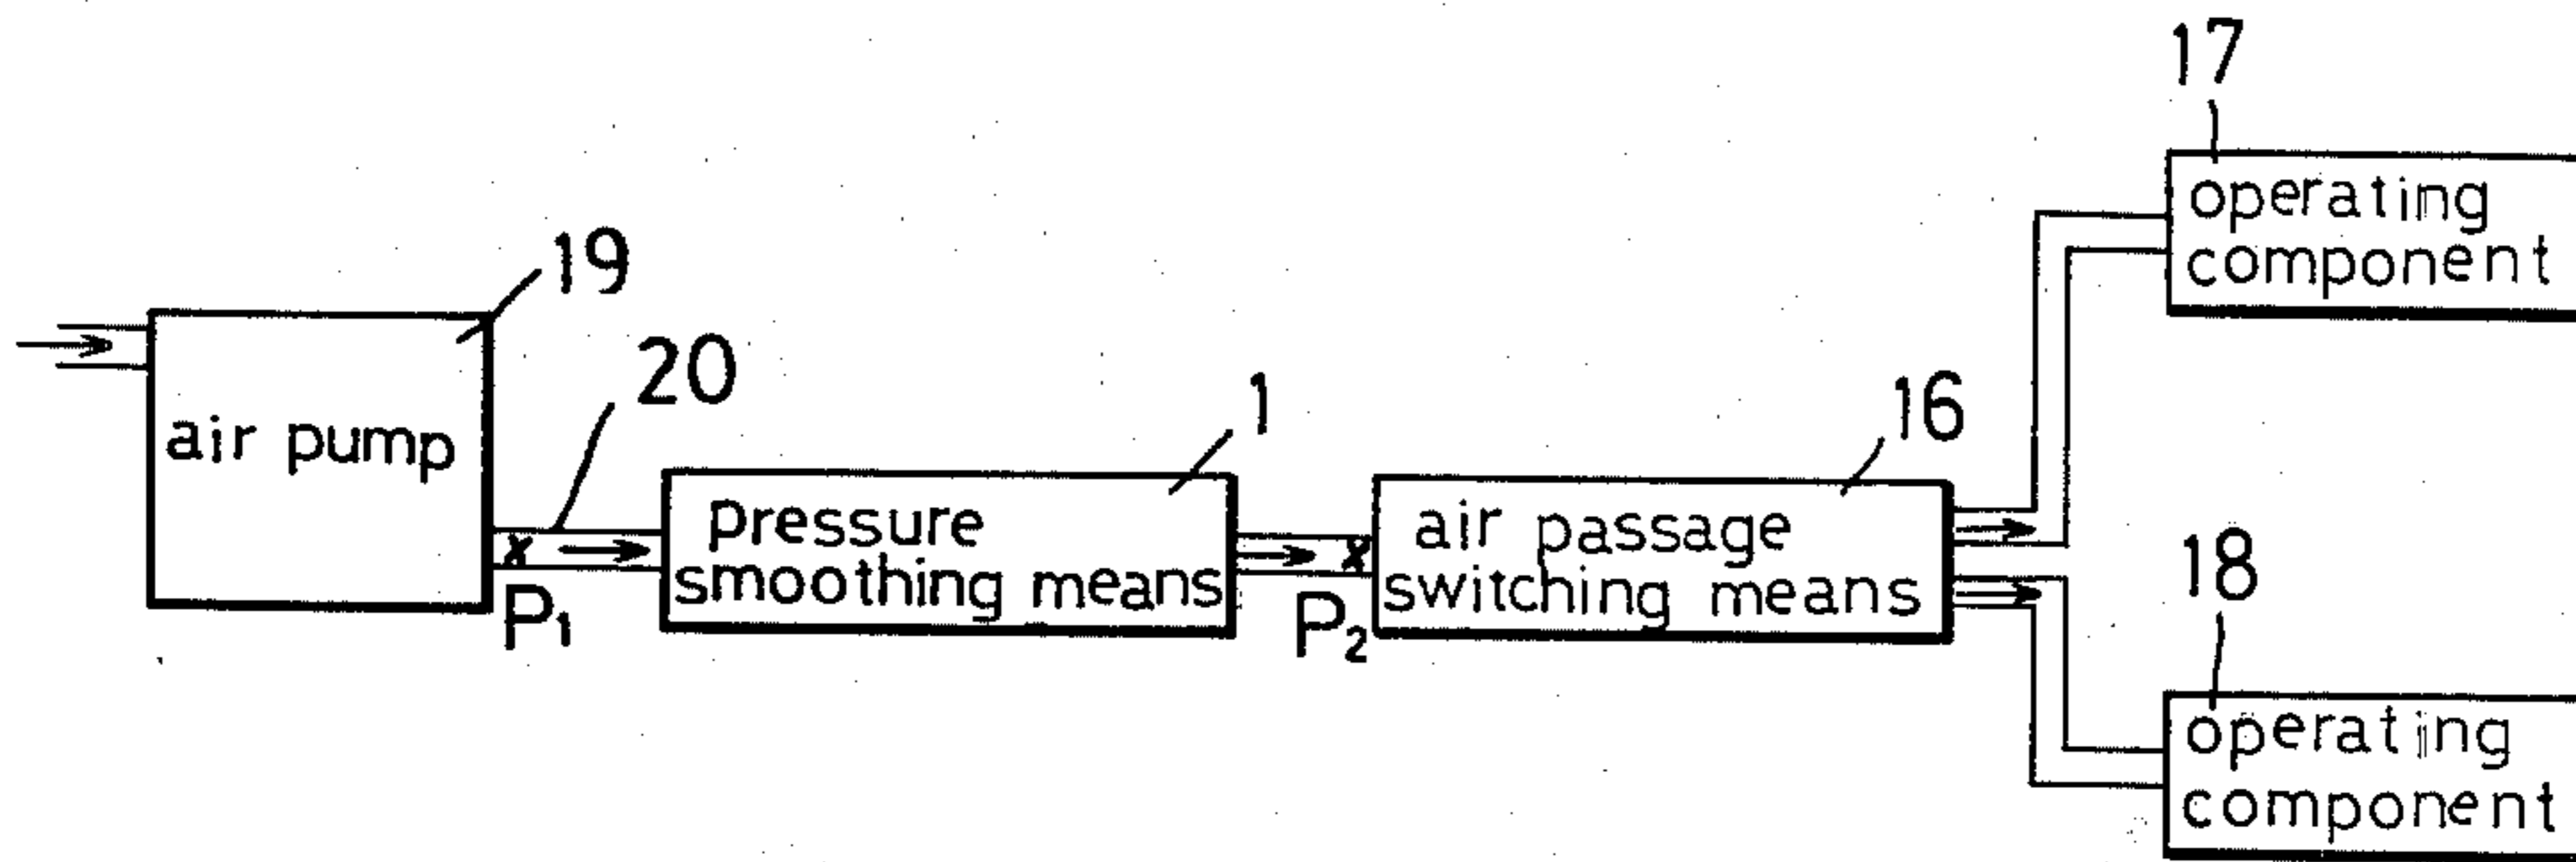 17
operating
component
19
air pump
20
1
pressure
smoothing means
16
air passage
switching means
P₁
P₂
18
operating
component